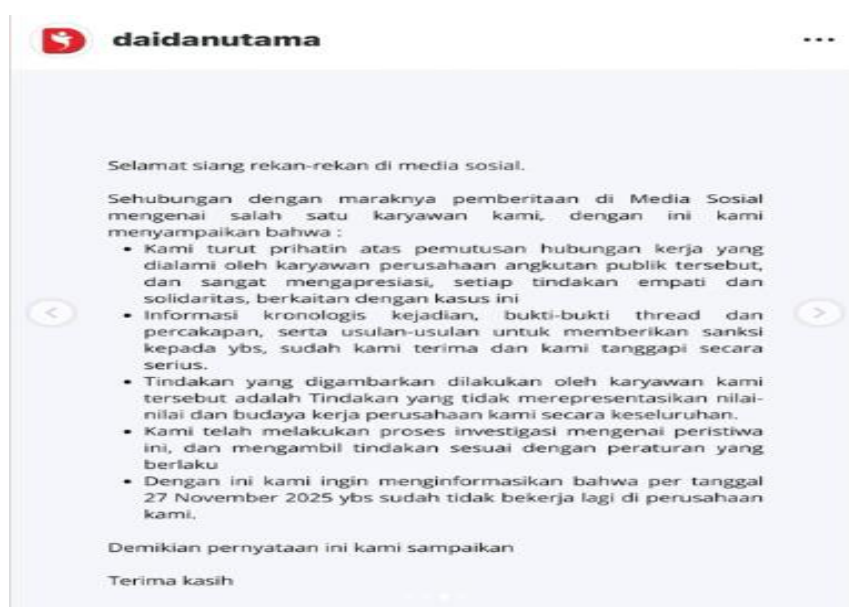 daidanutama
Selamat siang rekan-rekan di media sosial.
Sehubungan dengan maraknya pemberitaan di Media Sosial
mengenai salah satu karyawan kami, dengan ini kami
menyampaikan bahwa :
• Kami turut prihatin atas pemutusan hubungan kerja yang
dialami oleh karyawan perusahaan angkutan publik tersebut,
dan sangat mengapresiasi, setiap tindakan empati dan
solidaritas, berkaitan dengan kasus ini
• Informasi kronologis kejadian, bukti-bukti thread dan
percakapan, serta usulan-usulan untuk memberikan sanksi
kepada ybs, sudah kami terima dan kami tanggapi secara
serius.
• Tindakan yang digambarkan dilakukan oleh karyawan kami
tersebut adalah Tindakan yang tidak merepresentasikan nilai-
nilai dan budaya kerja perusahaan kami secara keseluruhan.
• Kami telah melakukan proses investigasi mengenai peristiwa
ini, dan mengambil tindakan sesuai dengan peraturan yang
berlaku
• Dengan ini kami ingin menginformasikan bahwa per tanggal
27 November 2025 ybs sudah tidak bekerja lagi di perusahaan
kami.
Demikian pernyataan ini kami sampaikan
Terima kasih